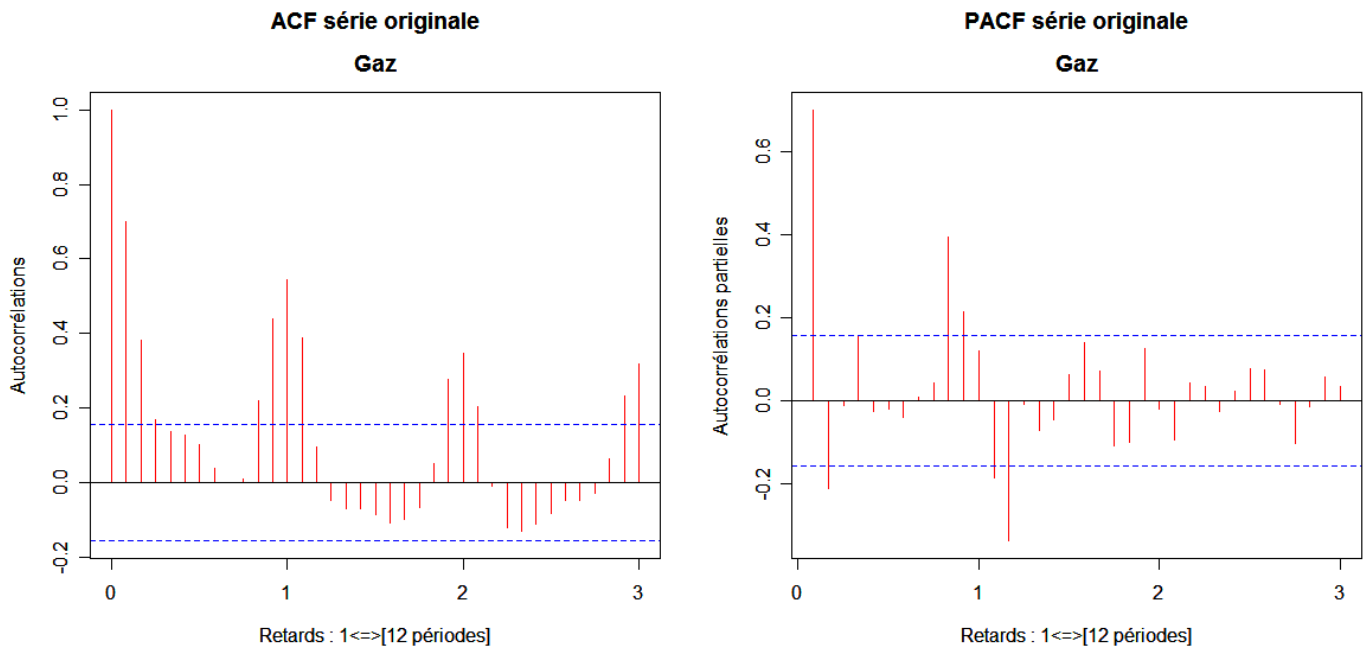 ACF série originale
Gaz
Autocorrélations
1.0
0.8
0.6
0.4
0.2
0.0
-0.2
0
1
2
3
Retards : 1<=>[12 périodes]
PACF série originale
Gaz
Autocorrélations partielles
0.6
0.4
0.2
0.0
-0.2
0
1
2
3
Retards : 1<=>[12 périodes]